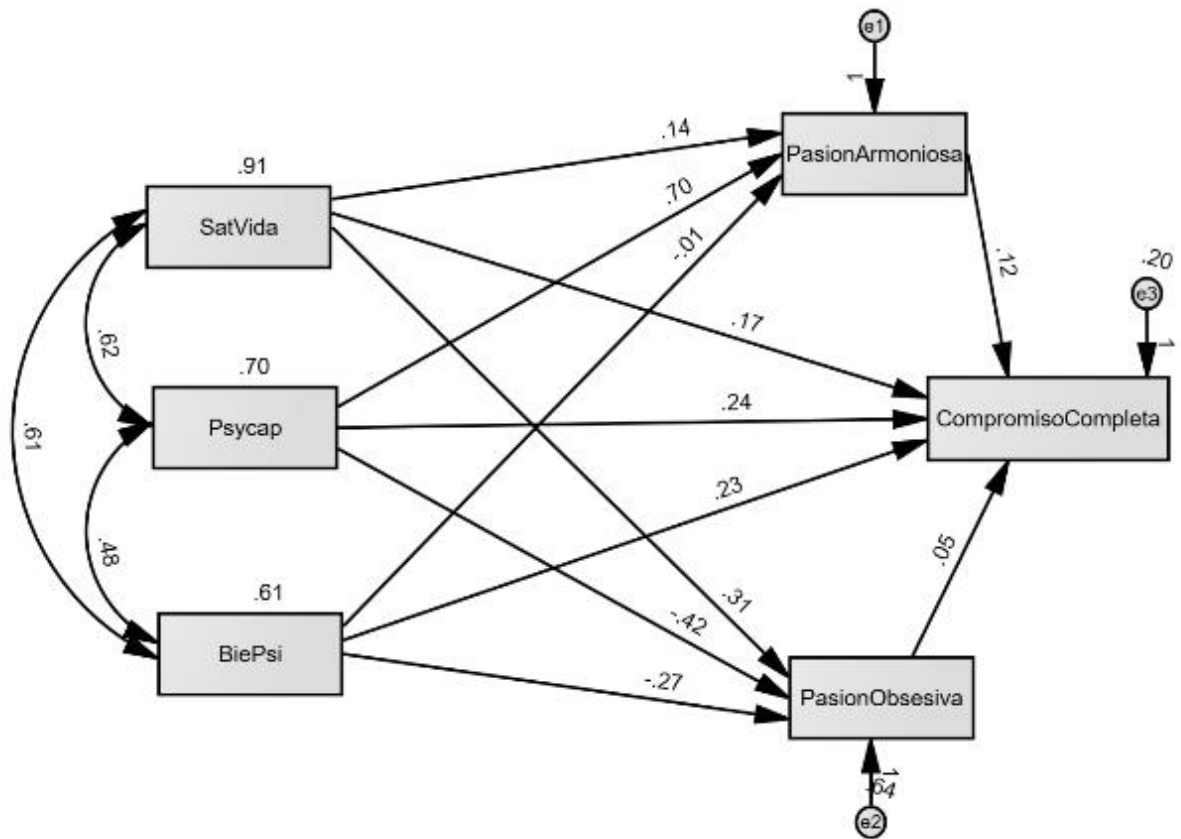 e1
1
PasionArmoniosa
.14
.91
SatVida
.70
-.01
.12
.20
e3
1
.17
.62
.70
Psycap
.24
CompromisoCompleta
.61
.23
.48
.61
BiePsi
.31
-.42
-.27
.05
PasionObsesiva
1
.64
e2